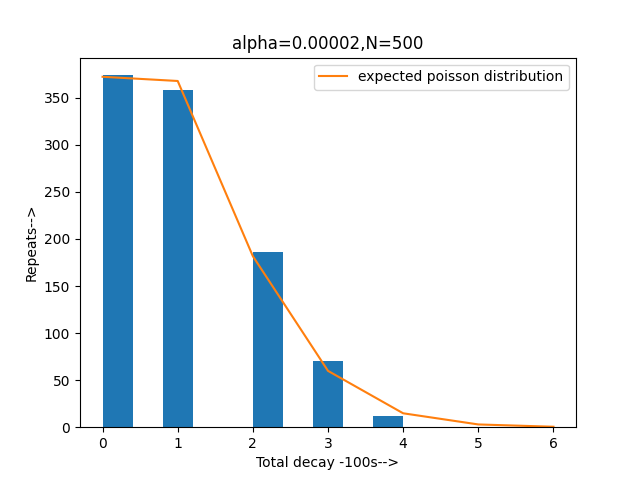 alpha=0.00002,N=500
expected poisson distribution
Repeats-->
350
300
250
200
150
100
50
0
0 1 2 3 4 5 6
Total decay -100s-->